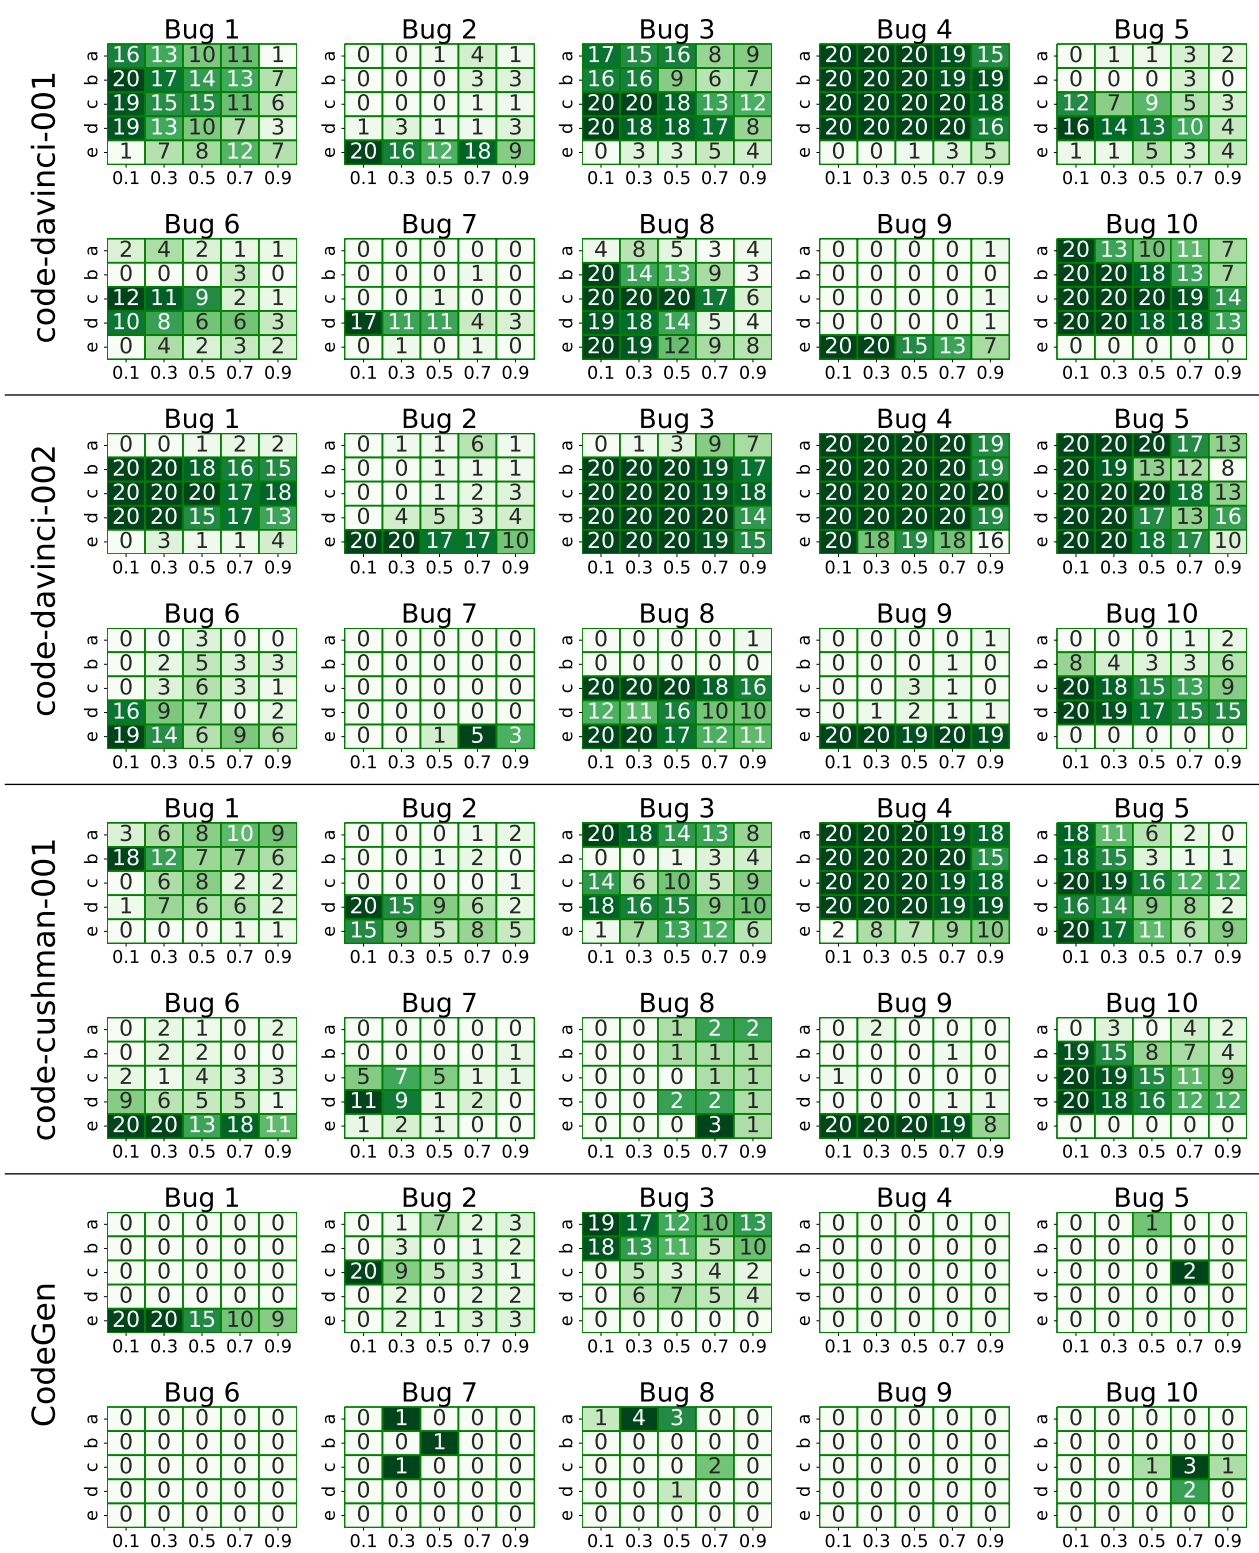 code-davinci-001
Bug 1 Bug 2 Bug 3 Bug 4 Bug 5
a 16 13 10 11 1 a 0 0 1 4 1 a 17 15 16 8 9 a 20 20 20 19 15 a 0 1 1 3 2
b 20 17 14 13 7 b 0 0 0 3 3 b 16 16 9 6 7 b 20 20 20 19 19 b 0 0 0 3 0
c 19 15 15 11 6 c 0 0 0 1 1 c 20 20 18 13 12 c 20 20 20 20 18 c 12 7 9 5 3
d 19 13 10 7 3 d 1 3 1 1 3 d 20 18 18 17 8 d 20 20 20 20 16 d 16 14 13 10 4
e 1 7 8 12 7 e 20 16 12 18 9 e 0 3 3 5 4 e 0 0 1 3 5 e 1 1 5 3 4
0.1 0.3 0.5 0.7 0.9 0.1 0.3 0.5 0.7 0.9 0.1 0.3 0.5 0.7 0.9 0.1 0.3 0.5 0.7 0.9 0.1 0.3 0.5 0.7 0.9
Bug 6 Bug 7 Bug 8 Bug 9 Bug 10
a 2 4 2 1 1 a 0 0 0 0 0 a 4 8 5 3 4 a 0 0 0 0 1 a 20 13 10 11 7
b 0 0 0 3 0 b 0 0 0 1 0 b 20 14 13 9 3 b 0 0 0 0 0 b 20 20 18 13 7
c 12 11 9 2 1 c 0 0 1 0 0 c 20 20 20 17 6 c 0 0 0 0 1 c 20 20 20 19 14
d 10 8 6 6 3 d 17 11 11 4 3 d 19 18 14 5 4 d 0 0 0 0 1 d 20 20 18 18 13
e 0 4 2 3 2 e 0 1 0 1 0 e 20 19 12 9 8 e 20 20 15 13 7 e 0 0 0 0 0
0.1 0.3 0.5 0.7 0.9 0.1 0.3 0.5 0.7 0.9 0.1 0.3 0.5 0.7 0.9 0.1 0.3 0.5 0.7 0.9 0.1 0.3 0.5 0.7 0.9
code-davinci-002
Bug 1 Bug 2 Bug 3 Bug 4 Bug 5
a 0 0 1 2 2 a 0 1 1 6 1 a 0 1 3 9 7 a 20 20 20 20 19 a 20 20 20 17 13
b 20 20 18 16 15 b 0 0 1 1 1 b 20 20 20 19 17 b 20 20 20 20 19 b 20 19 13 12 8
c 20 20 20 17 18 c 0 0 1 2 3 c 20 20 20 19 18 c 20 20 20 20 20 c 20 20 20 18 13
d 20 20 15 17 13 d 0 4 5 3 4 d 20 20 20 20 14 d 20 20 20 20 19 d 20 20 17 13 16
e 0 3 1 1 4 e 20 20 17 17 10 e 20 20 20 19 15 e 20 18 19 18 16 e 20 20 18 17 10
0.1 0.3 0.5 0.7 0.9 0.1 0.3 0.5 0.7 0.9 0.1 0.3 0.5 0.7 0.9 0.1 0.3 0.5 0.7 0.9 0.1 0.3 0.5 0.7 0.9
Bug 6 Bug 7 Bug 8 Bug 9 Bug 10
a 0 0 3 0 0 a 0 0 0 0 0 a 0 0 0 0 1 a 0 0 0 0 1 a 0 0 0 1 2
b 0 2 5 3 3 b 0 0 0 0 0 b 0 0 0 0 0 b 0 0 0 1 0 b 8 4 3 3 6
c 0 3 6 3 1 c 0 0 0 0 0 c 20 20 20 18 16 c 0 0 3 1 0 c 20 18 15 13 9
d 16 9 7 0 2 d 0 0 0 0 0 d 12 11 16 10 10 d 0 1 2 1 1 d 20 19 17 15 15
e 19 14 6 9 6 e 0 0 1 5 3 e 20 20 17 12 11 e 20 20 19 20 19 e 0 0 0 0 0
0.1 0.3 0.5 0.7 0.9 0.1 0.3 0.5 0.7 0.9 0.1 0.3 0.5 0.7 0.9 0.1 0.3 0.5 0.7 0.9 0.1 0.3 0.5 0.7 0.9
code-cushman-001
Bug 1 Bug 2 Bug 3 Bug 4 Bug 5
a 3 6 8 10 9 a 0 0 0 1 2 a 20 18 14 13 8 a 20 20 20 19 18 a 18 11 6 2 0
b 18 12 7 7 6 b 0 0 1 2 0 b 0 0 1 3 4 b 20 20 20 20 15 b 18 15 3 1 1
c 0 6 8 2 2 c 0 0 0 0 1 c 14 6 10 5 9 c 20 20 20 19 18 c 20 19 16 12 12
d 1 7 6 6 2 d 20 15 9 6 2 d 18 16 15 9 10 d 20 20 20 19 19 d 16 14 9 8 2
e 0 0 0 1 1 e 15 9 5 8 5 e 1 7 13 12 6 e 2 8 7 9 10 e 20 17 11 6 9
0.1 0.3 0.5 0.7 0.9 0.1 0.3 0.5 0.7 0.9 0.1 0.3 0.5 0.7 0.9 0.1 0.3 0.5 0.7 0.9 0.1 0.3 0.5 0.7 0.9
Bug 6 Bug 7 Bug 8 Bug 9 Bug 10
a 0 2 1 0 2 a 0 0 0 0 0 a 0 0 1 2 2 a 0 2 0 0 0 a 0 3 0 4 2
b 0 2 2 0 0 b 0 0 0 0 1 b 0 0 1 1 1 b 0 0 0 1 0 b 19 15 8 7 4
c 2 1 4 3 3 c 5 7 5 1 1 c 0 0 0 1 1 c 1 0 0 0 0 c 20 19 15 11 9
d 9 6 5 5 1 d 11 9 1 2 0 d 0 0 2 2 1 d 0 0 0 1 1 d 20 18 16 12 12
e 20 20 13 18 11 e 1 2 1 0 0 e 0 0 0 3 1 e 20 20 20 19 8 e 0 0 0 0 0
0.1 0.3 0.5 0.7 0.9 0.1 0.3 0.5 0.7 0.9 0.1 0.3 0.5 0.7 0.9 0.1 0.3 0.5 0.7 0.9 0.1 0.3 0.5 0.7 0.9
CodeGen
Bug 1 Bug 2 Bug 3 Bug 4 Bug 5
a 0 0 0 0 0 a 0 1 7 2 3 a 19 17 12 10 13 a 0 0 0 0 0 a 0 0 1 0 0
b 0 0 0 0 0 b 0 3 0 1 2 b 18 13 11 5 10 b 0 0 0 0 0 b 0 0 0 0 0
c 0 0 0 0 0 c 20 9 5 3 1 c 0 5 3 4 2 c 0 0 0 0 0 c 0 0 0 2 0
d 0 0 0 0 0 d 0 2 0 2 2 d 0 6 7 5 4 d 0 0 0 0 0 d 0 0 0 0 0
e 20 20 15 10 9 e 0 2 1 3 3 e 0 0 0 0 0 e 0 0 0 0 0 e 0 0 0 0 0
0.1 0.3 0.5 0.7 0.9 0.1 0.3 0.5 0.7 0.9 0.1 0.3 0.5 0.7 0.9 0.1 0.3 0.5 0.7 0.9 0.1 0.3 0.5 0.7 0.9
Bug 6 Bug 7 Bug 8 Bug 9 Bug 10
a 0 0 0 0 0 a 0 1 0 0 0 a 1 4 3 0 0 a 0 0 0 0 0 a 0 0 0 0 0
b 0 0 0 0 0 b 0 0 1 0 0 b 0 0 0 0 0 b 0 0 0 0 0 b 0 0 0 0 0
c 0 0 0 0 0 c 0 1 0 0 0 c 0 0 0 2 0 c 0 0 0 0 0 c 0 0 1 3 1
d 0 0 0 0 0 d 0 0 0 0 0 d 0 0 1 0 0 d 0 0 0 0 0 d 0 0 0 2 0
e 0 0 0 0 0 e 0 0 0 0 0 e 0 0 0 0 0 e 0 0 0 0 0 e 0 0 0 0 0
0.1 0.3 0.5 0.7 0.9 0.1 0.3 0.5 0.7 0.9 0.1 0.3 0.5 0.7 0.9 0.1 0.3 0.5 0.7 0.9 0.1 0.3 0.5 0.7 0.9